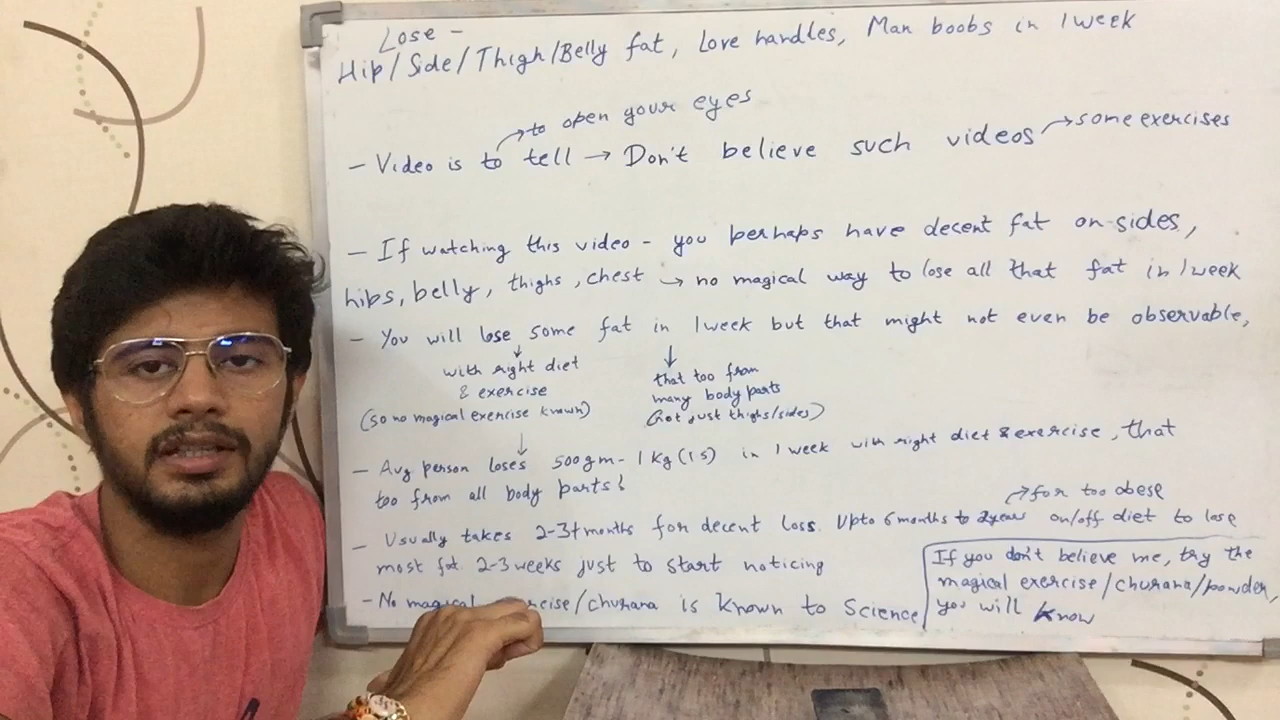 Lose -
Hip/Side/Thigh/Belly fat, Love handles, Man boobs in 1 week
to open your eyes
- Video is to tell → Don't believe such videos → some exercises
- If watching this video - you perhaps have decent fat on sides,
hips, belly, thighs, chest → no magical way to lose all that fat in 1 week
- You will lose some fat in 1 week but that might not even be observable,
with right diet
& exercise
(so no magical exercise known)
that too from
many body parts
(not just thighs/sides)
- Avg person loses 500gm - 1 kg (1.5) in 1 week with right diet & exercise, that
too from all body parts!
→ for too obese
- Usually takes 2-3+ months for decent loss. Upto 6 months to 2 year on/off diet to lose
most fat. 2-3 weeks just to start noticing
- No magical /churana is known to Science
If you don't believe me, try the
magical exercise/churana/powder,
you will know